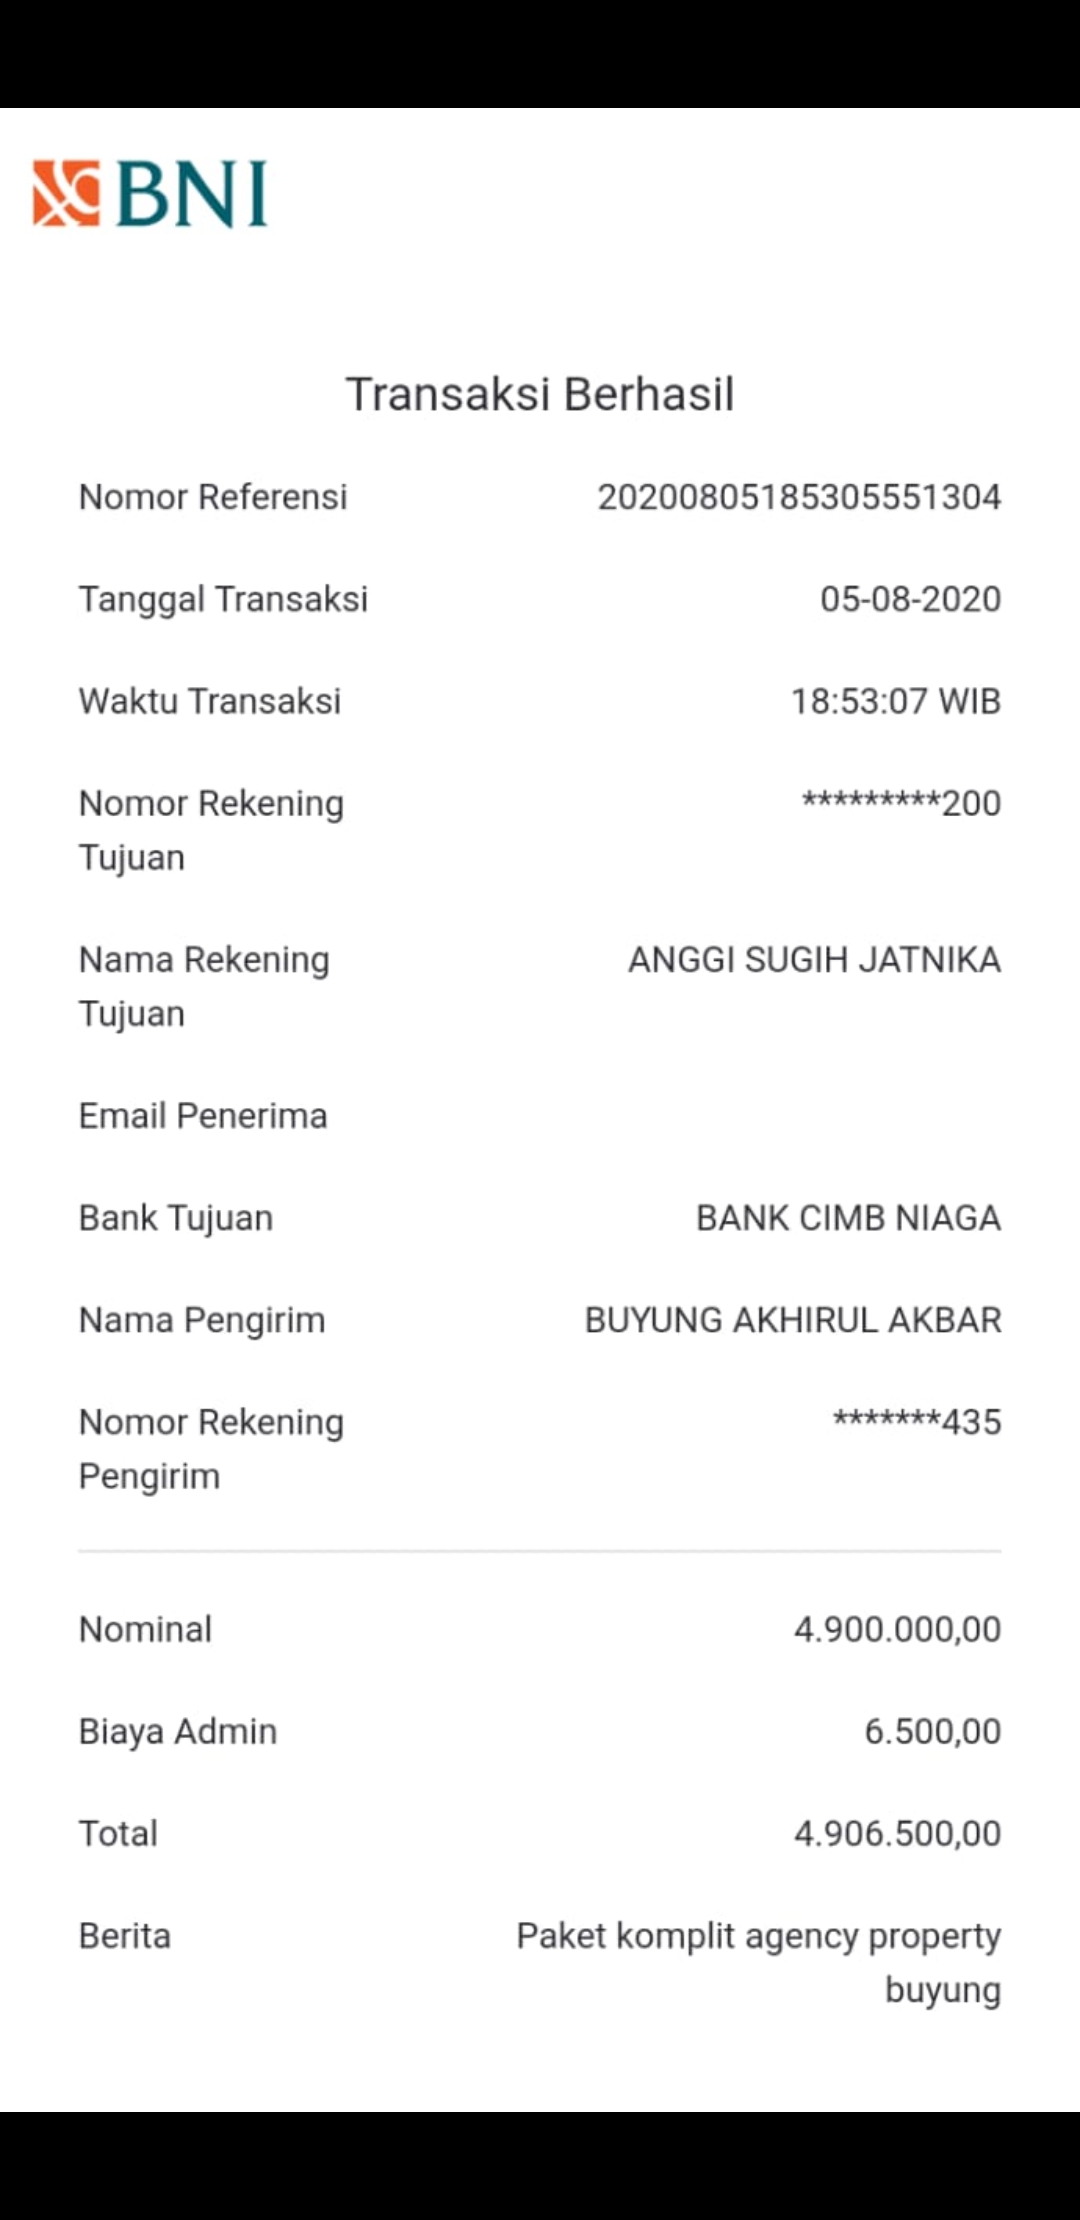 BNI
Transaksi Berhasil
Nomor Referensi 20200805185305551304
Tanggal Transaksi 05-08-2020
Waktu Transaksi 18:53:07 WIB
Nomor Rekening *********200
Tujuan
Nama Rekening ANGGI SUGIH JATNIKA
Tujuan
Email Penerima
Bank Tujuan BANK CIMB NIAGA
Nama Pengirim BUYUNG AKHIRUL AKBAR
Nomor Rekening *******435
Pengirim
Nominal 4.900.000,00
Biaya Admin 6.500,00
Total 4.906.500,00
Berita Paket komplit agency property
buyung